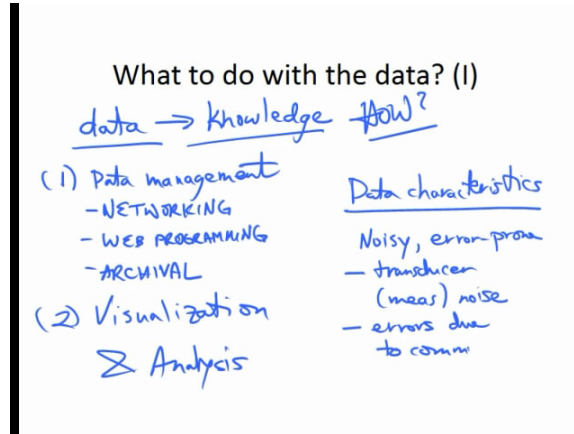 What to do with the data? (I)
data → knowledge HOW?
(1) Data management
- NETWORKING
- WEB PROGRAMMING
- ARCHIVAL
(2) Visualization
& Analysis
Data characteristics
Noisy, error-prone
- transducer
(meas) noise
- errors due
to comm